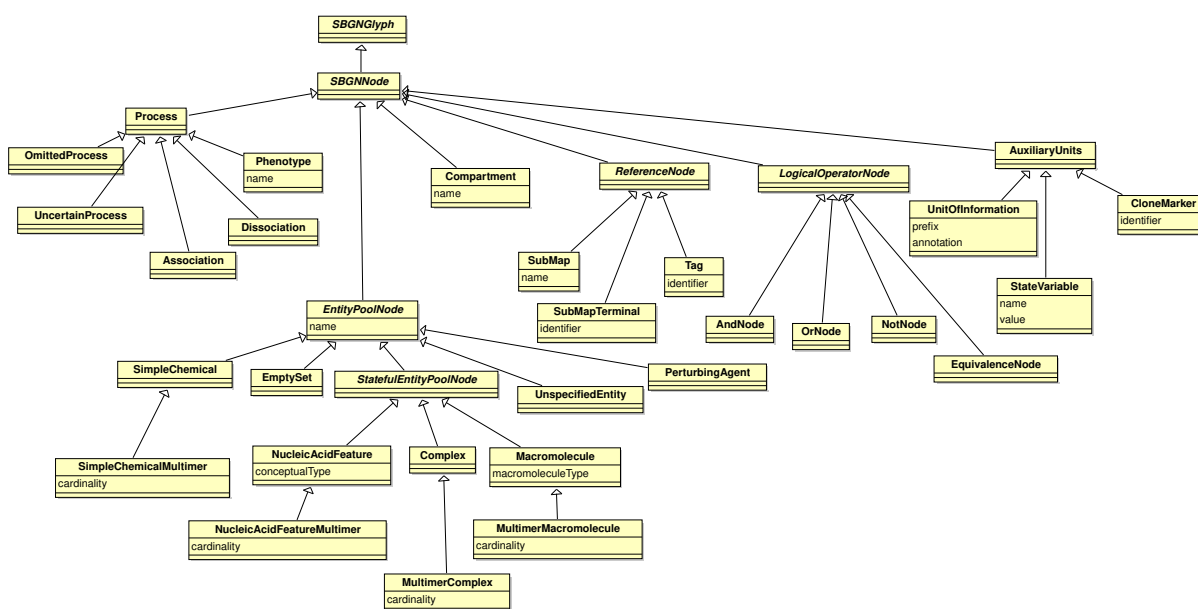 SBGNGlyph
SBGNNode
Process
OmittedProcess
Phenotype
name
UncertainProcess
Dissociation
Association
Compartment
name
ReferenceNode
LogicalOperatorNode
AuxiliaryUnits
UnitOfInformation
prefix
annotation
CloneMarker
identifier
SubMap
name
Tag
identifier
StateVariable
name
value
SubMapTerminal
identifier
AndNode
OrNode
NotNode
EquivalenceNode
EntityPoolNode
name
SimpleChemical
EmptySet
StatefulEntityPoolNode
UnspecifiedEntity
PerturbingAgent
SimpleChemicalMultimer
cardinality
NucleicAcidFeature
conceptualType
Complex
Macromolecule
macromoleculeType
NucleicAcidFeatureMultimer
cardinality
MultimerMacromolecule
cardinality
MultimerComplex
cardinality